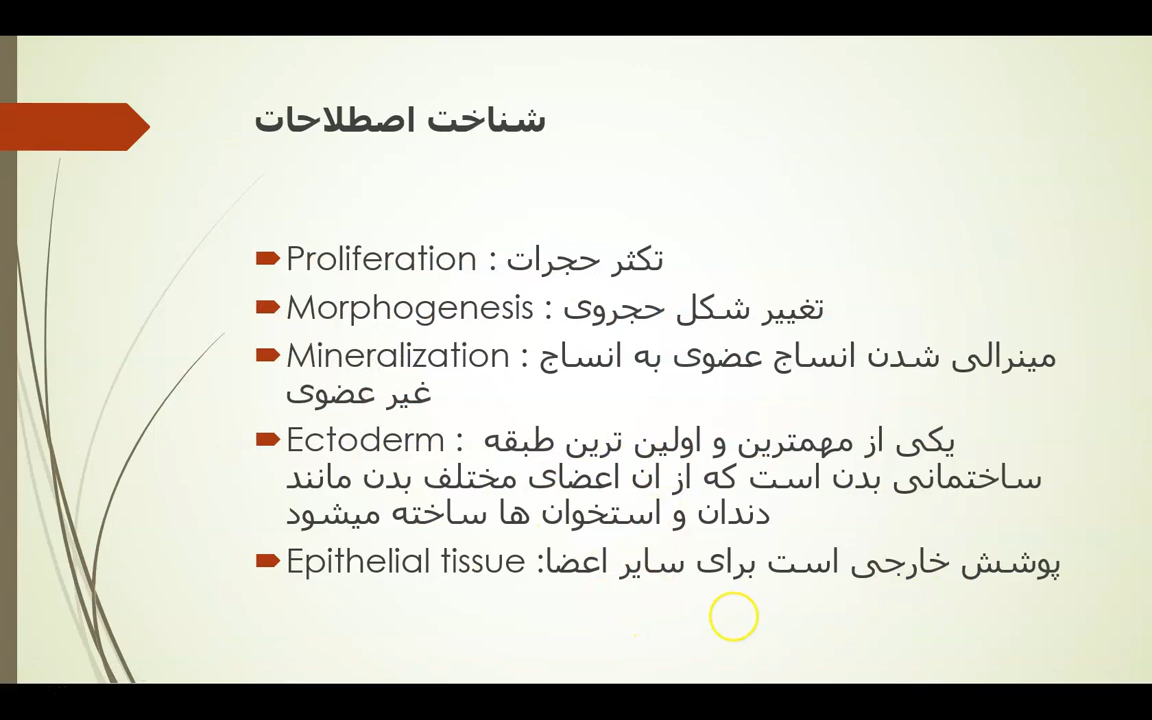 شناخت اصطلاحات
Proliferation : تکثر حجرات
Morphogenesis : تغییر شکل حجروی
Mineralization : مینرالی شدن انساج عضوی به انساج
غیر عضوی
Ectoderm : یکی از مهمترین و اولین ترین طبقه
ساختمانی بدن است که از ان اعضای مختلف بدن مانند
دندان و استخوان ها ساخته میشود
Epithelial tissue :پوشش خارجی است برای سایر اعضا